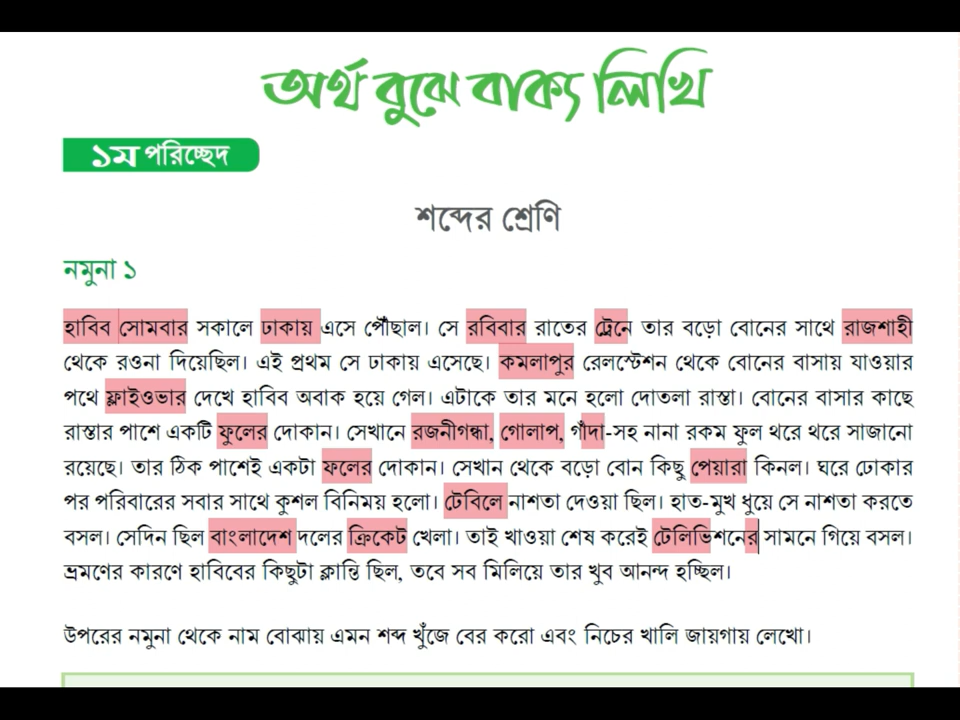 অর্থ বুঝে বাক্য লিখি
১ম পরিচ্ছেদ
শব্দের শ্রেণি
নমুনা ১
হাবিব সোমবার সকালে ঢাকায় এসে পৌঁছাল। সে রবিবার রাতের ট্রেনে তার বড়ো বোনের সাথে রাজশাহী
থেকে রওনা দিয়েছিল। এই প্রথম সে ঢাকায় এসেছে। কমলাপুর রেলস্টেশন থেকে বোনের বাসায় যাওয়ার
পথে ফ্লাইওভার দেখে হাবিব অবাক হয়ে গেল। এটাকে তার মনে হলো দোতলা রাস্তা। বোনের বাসার কাছে
রাস্তার পাশে একটি ফুলের দোকান। সেখানে রজনীগন্ধা, গোলাপ, গাঁদা-সহ নানা রকম ফুল থরে থরে সাজানো
রয়েছে। তার ঠিক পাশেই একটা ফলের দোকান। সেখান থেকে বড়ো বোন কিছু পেয়ারা কিনল। ঘরে ঢোকার
পর পরিবারের সবার সাথে কুশল বিনিময় হলো। টেবিলে নাশতা দেওয়া ছিল। হাত-মুখ ধুয়ে সে নাশতা করতে
বসল। সেদিন ছিল বাংলাদেশ দলের ক্রিকেট খেলা। তাই খাওয়া শেষ করেই টেলিভিশনের সামনে গিয়ে বসল।
ভ্রমণের কারণে হাবিবের কিছুটা ক্লান্তি ছিল, তবে সব মিলিয়ে তার খুব আনন্দ হচ্ছিল।
উপরের নমুনা থেকে নাম বোঝায় এমন শব্দ খুঁজে বের করো এবং নিচের খালি জায়গায় লেখো।